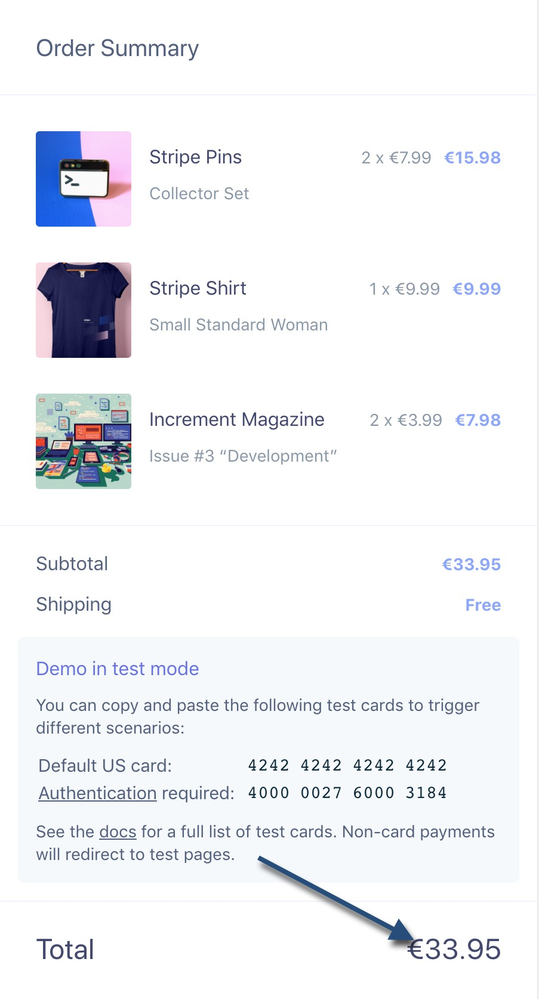 Order Summary
Stripe Pins 2 x €7.99 €15.98
Collector Set
Stripe Shirt 1 x €9.99 €9.99
Small Standard Woman
Increment Magazine 2 x €3.99 €7.98
Issue #3 “Development”
Subtotal €33.95
Shipping Free
Demo in test mode
You can copy and paste the following test cards to trigger
different scenarios:
Default US card: 4242 4242 4242 4242
Authentication required: 4000 0027 6000 3184
See the docs for a full list of test cards. Non-card payments
will redirect to test pages.
Total €33.95